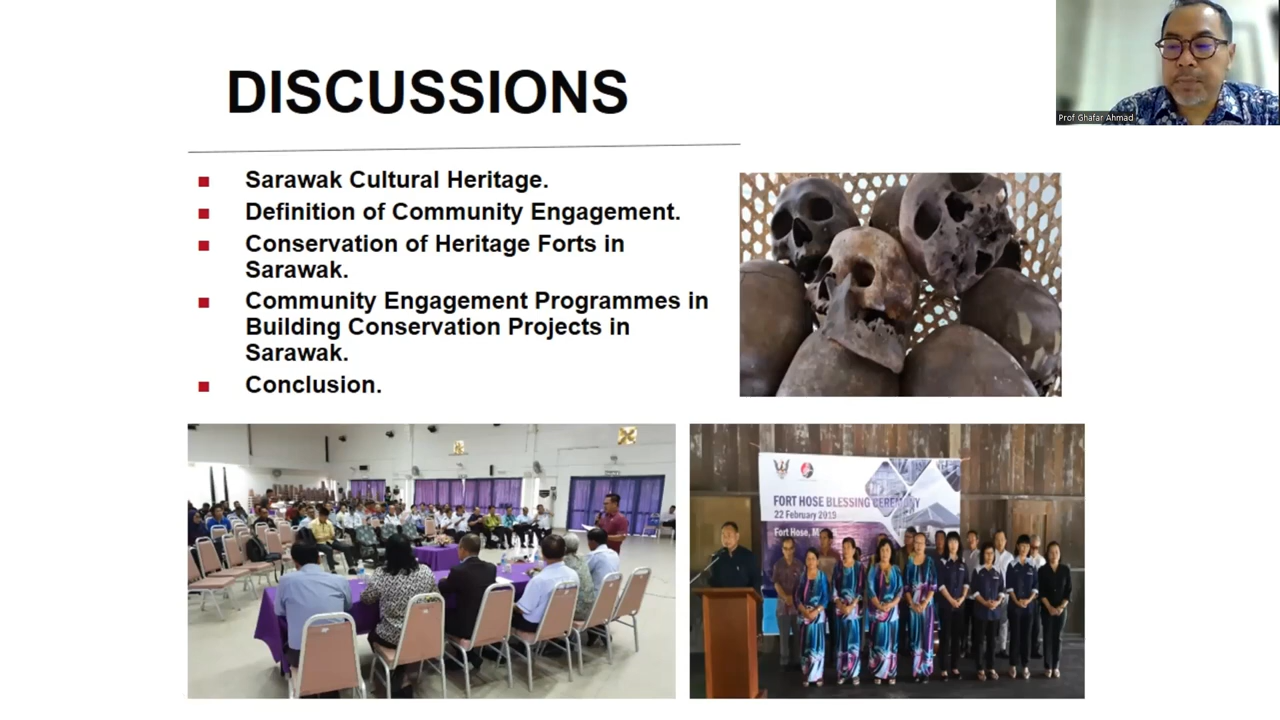 DISCUSSIONS
Prof Ghafar Ahmad
Sarawak Cultural Heritage.
Definition of Community Engagement.
Conservation of Heritage Forts in
Sarawak.
Community Engagement Programmes in
Building Conservation Projects in
Sarawak.
Conclusion.
FORT HOSE BLESSING CEREMONY
22 February 2019
Fort Hose,